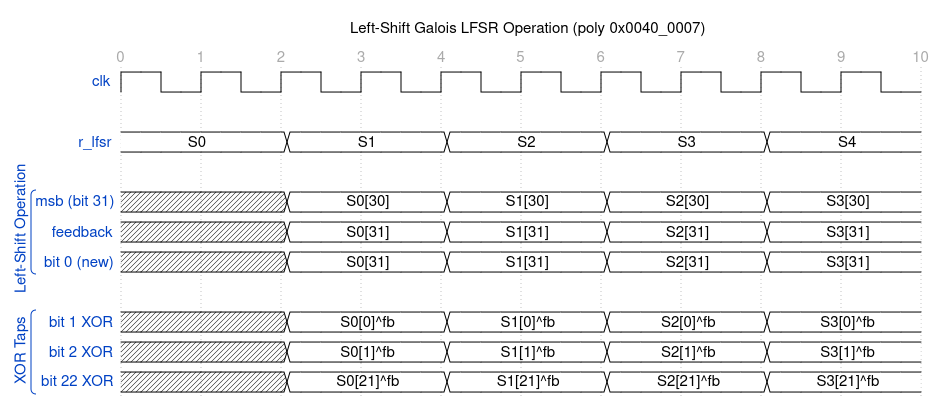 Left-Shift Galois LFSR Operation (poly 0x0040_0007)
0 1 2 3 4 5 6 7 8 9 10
clk
r_lfsr S0 S1 S2 S3 S4
Left-Shift Operation
msb (bit 31) S0[30] S1[30] S2[30] S3[30]
feedback S0[31] S1[31] S2[31] S3[31]
bit 0 (new) S0[31] S1[31] S2[31] S3[31]
XOR Taps
bit 1 XOR S0[0]^fb S1[0]^fb S2[0]^fb S3[0]^fb
bit 2 XOR S0[1]^fb S1[1]^fb S2[1]^fb S3[1]^fb
bit 22 XOR S0[21]^fb S1[21]^fb S2[21]^fb S3[21]^fb